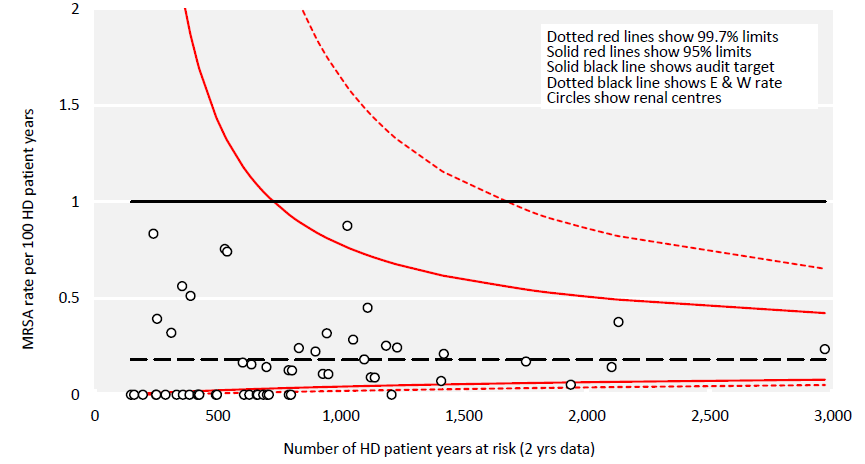 2
Dotted red lines show 99.7% limits
Solid red lines show 95% limits
Solid black line shows audit target
Dotted black line shows E & W rate
Circles show renal centres
1.5
1
0.5
0
MRSA rate per 100 HD patient years
0 500 1,000 1,500 2,000 2,500 3,000
Number of HD patient years at risk (2 yrs data)